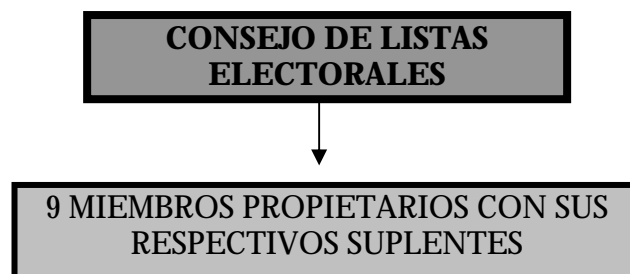 CONSEJO DE LISTAS
ELECTORALES
9 MIEMBROS PROPIETARIOS CON SUS
RESPECTIVOS SUPLENTES